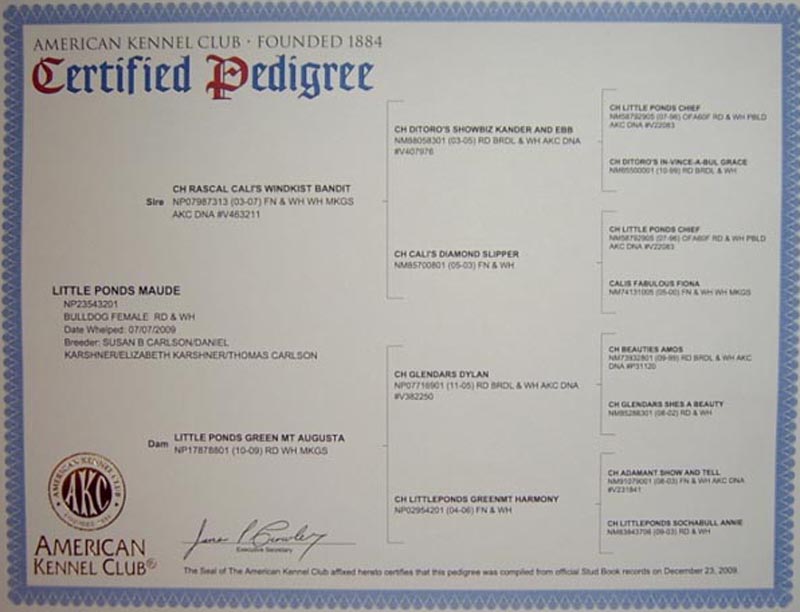 AMERICAN KENNEL CLUB · FOUNDED 1884
Certified Pedigree
CH RASCAL CALI'S WINDKIST BANDIT
Sire NP07987313 (03-07) FN & WH WH MKGS
AKC DNA #V463211
LITTLE PONDS MAUDE
NP23543201
BULLDOG FEMALE RD & WH
Date Whelped: 07/07/2009
Breeder: SUSAN B CARLSON/DANIEL
KARSHNER/ELIZABETH KARSHNER/THOMAS CARLSON
Dam LITTLE PONDS GREEN MT AUGUSTA
NP17878801 (10-09) RD WH MKGS
CH DITORO'S SHOWBIZ KANDER AND EBB
NM88058301 (03-05) RD BRDL & WH AKC DNA
#V407976
CH CALI'S DIAMOND SLIPPER
NM85700801 (05-03) FN & WH
CH GLENDARS DYLAN
NP07716901 (11-05) RD BRDL & WH AKC DNA
#V382250
CH LITTLEPONDS GREENMT HARMONY
NP02954201 (04-06) FN & WH
CH LITTLE PONDS CHIEF
NM58792905 (07-96) OFA60F RD & WH PBLD
AKC DNA #V22083
CH DITORO'S IN-VINCE-A-BUL GRACE
NM65500001 (10-99) RD BRDL & WH
CH LITTLE PONDS CHIEF
NM58792905 (07-96) OFA60F RD & WH PBLD
AKC DNA #V22083
CALIS FABULOUS FIONA
NM74131005 (05-00) FN & WH WH MKGS
CH BEAUTIES AMOS
NM73932801 (09-99) RD BRDL & WH AKC
DNA #P31120
CH GLENDARS SHES A BEAUTY
NM85288301 (08-02) RD & WH
CH ADAMANT SHOW AND TELL
NM91079001 (08-03) FN & WH AKC DNA
#V231841
CH LITTLEPONDS SOCHABULL ANNIE
NM83843706 (09-03) RD & WH
AMERICAN KENNEL CLUB
AKC
AMERICAN
KENNEL CLUB®
Executive Secretary
The Seal of The American Kennel Club affixed hereto certifies that this pedigree was compiled from official Stud Book records on December 23, 2009.